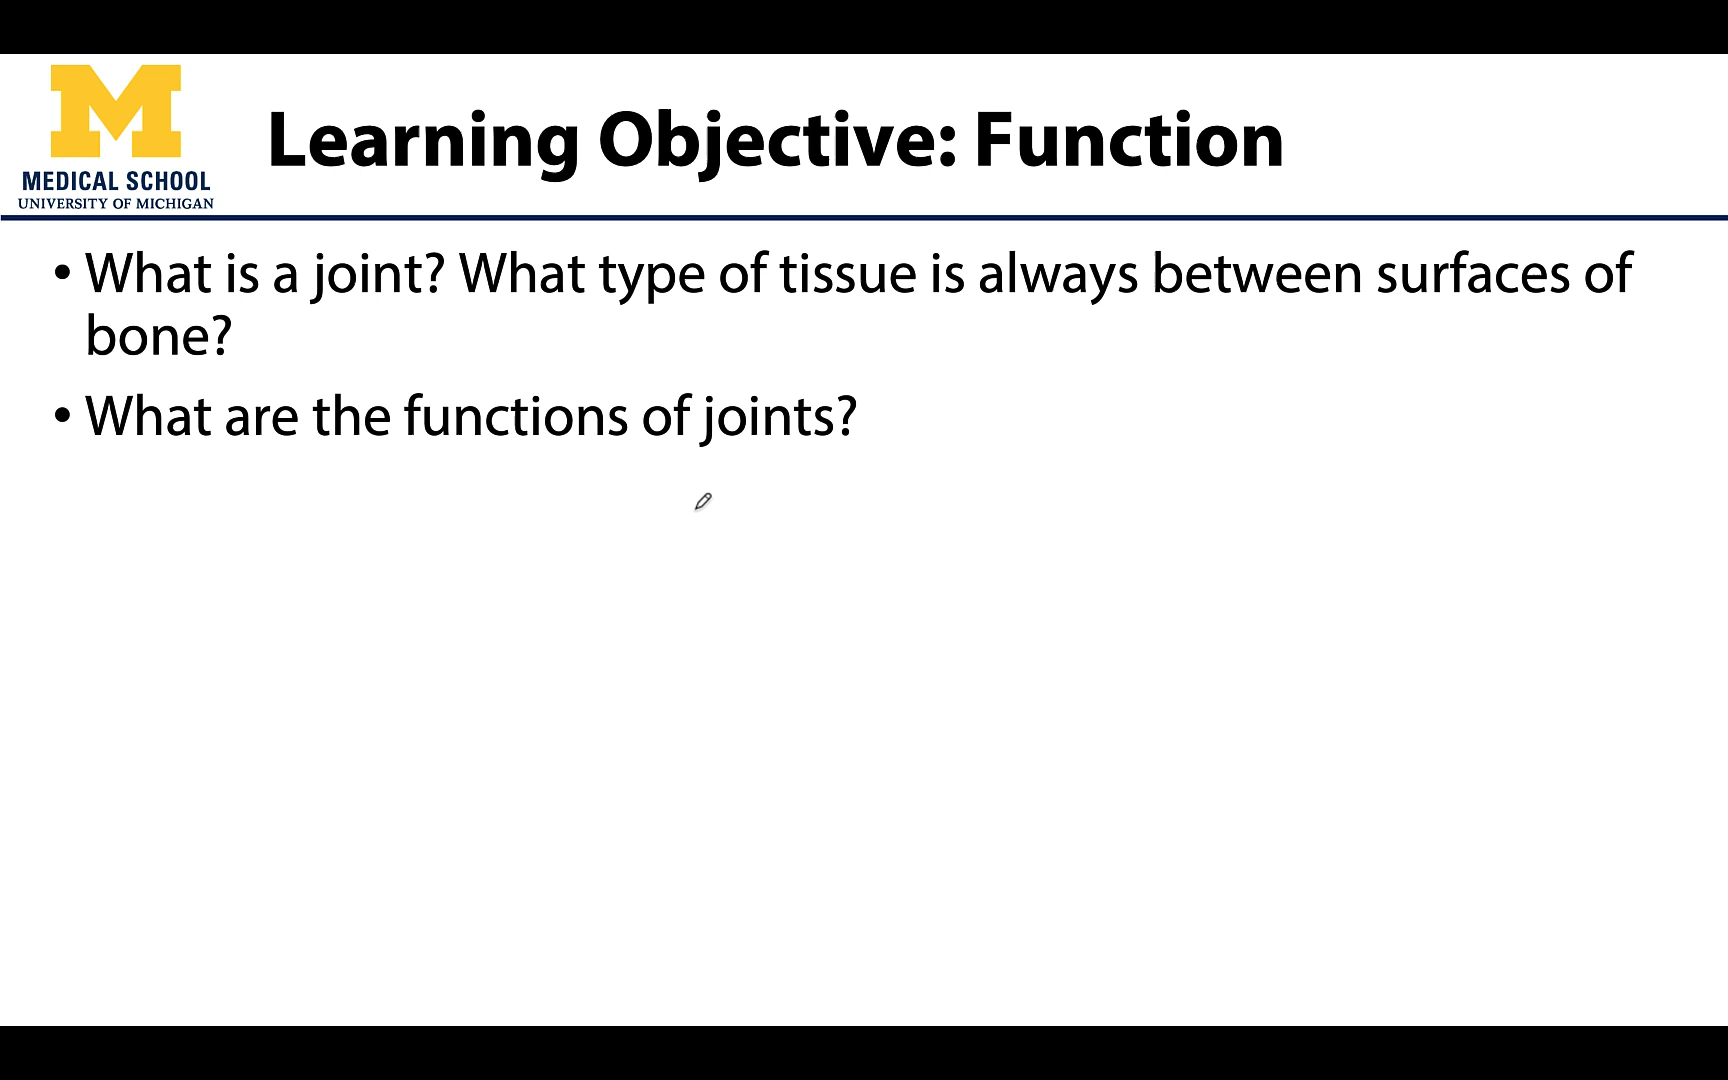 M
MEDICAL SCHOOL
UNIVERSITY OF MICHIGAN
Learning Objective: Function
• What is a joint? What type of tissue is always between surfaces of
bone?
• What are the functions of joints?